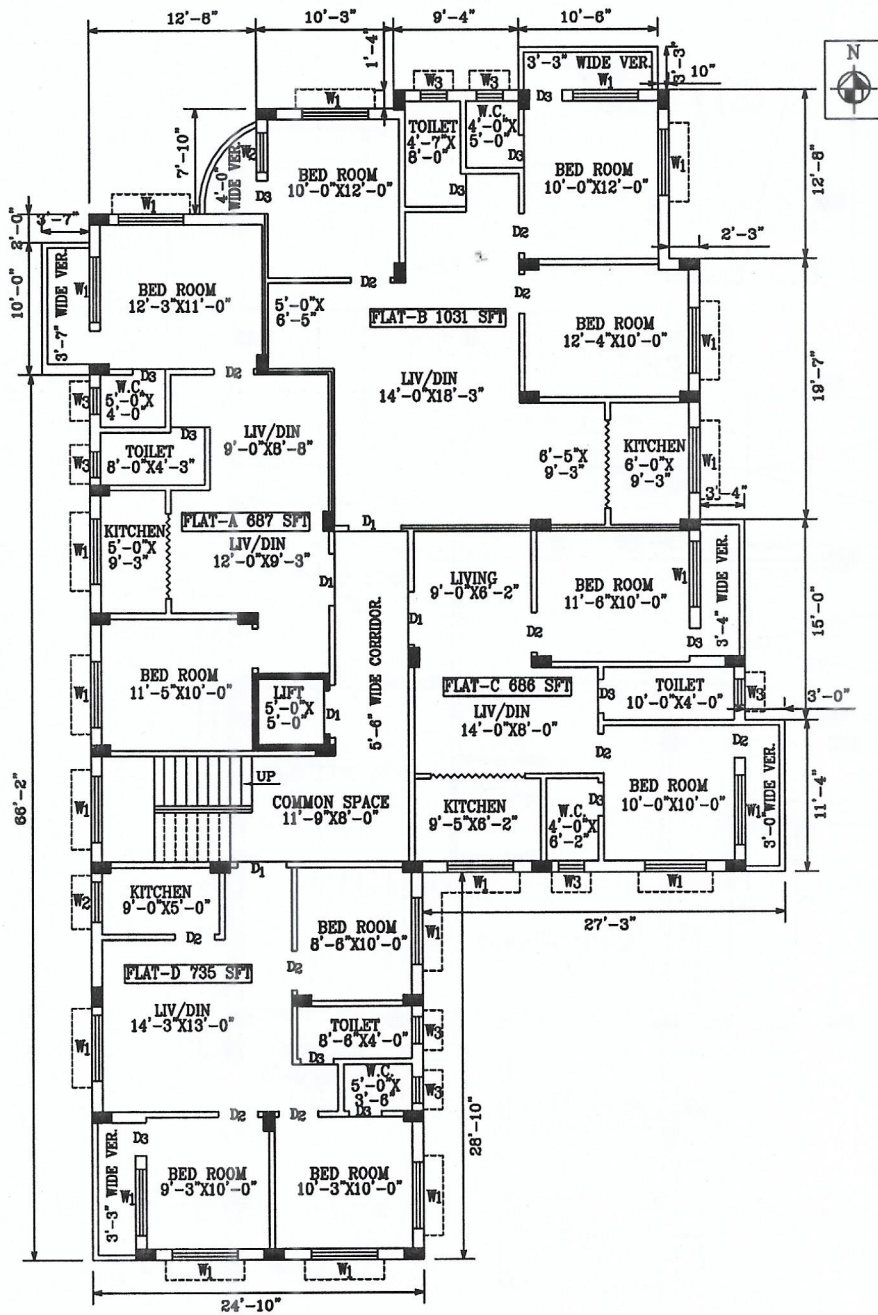 12'-8"
10'-3"
9'-4"
10'-6"
N
1'-4"
3'-3"
10"
3'-3" WIDE VER.
W1
D3
W3
W3
W1
7'-10"
W2
4'-0" WIDE VER.
D3
BED ROOM
10'-0"X12'-0"
TOILET
4'-7"X
8'-0"
W.C.
4'-0"X
5'-0"
D3
D3
BED ROOM
10'-0"X12'-0"
W1
12'-8"
2'-3"
W1
3'-7"
2'-0"
10'-0"
3'-7" WIDE VER.
W1
BED ROOM
12'-3"X11'-0"
D2
D2
D2
5'-0"X
6'-5"
FLAT-B 1031 SFT
BED ROOM
12'-4"X10'-0"
W1
19'-7"
LIV/DIN
14'-0"X18'-3"
D3
D2
W3
W.C.
5'-0"X
4'-0"
D3
W3
TOILET
8'-0"X4'-3"
LIV/DIN
9'-0"X8'-8"
6'-5"X
9'-3"
KITCHEN
6'-0"X
9'-3"
W1
3'-4"
W1
KITCHEN
5'-0"X
9'-3"
FLAT-A 687 SFT
LIV/DIN
12'-0"X9'-3"
D1
D1
D1
LIVING
9'-0"X6'-2"
D2
BED ROOM
11'-6"X10'-0"
W1
D3
3'-4" WIDE VER.
15'-0"
5'-6" WIDE CORRIDOR.
W1
BED ROOM
11'-5"X10'-0"
D2
LIFT
5'-0"X
5'-0"
D1
FLAT-C 686 SFT
LIV/DIN
14'-0"X8'-0"
D3
TOILET
10'-0"X4'-0"
W3
3'-0"
D2
D2
66'-2"
W1
UP
COMMON SPACE
11'-9"X8'-0"
KITCHEN
9'-5"X6'-2"
W.C.
4'-0"X
6'-2"
D3
BED ROOM
10'-0"X10'-0"
W1
3'-0"WIDE VER.
11'-4"
W1
W3
W1
27'-3"
D1
W2
KITCHEN
9'-0"X5'-0"
D2
BED ROOM
8'-6"X10'-0"
W1
D2
FLAT-D 735 SFT
W1
LIV/DIN
14'-3"X13'-0"
TOILET
8'-6"X4'-0"
W3
D3
W.C.
5'-0"X
3'-6"
W3
D3
D2
D2
28'-10"
3'-3" WIDE VER.
D3
W1
BED ROOM
9'-3"X10'-0"
BED ROOM
10'-3"X10'-0"
W1
W1
W1
24'-10"